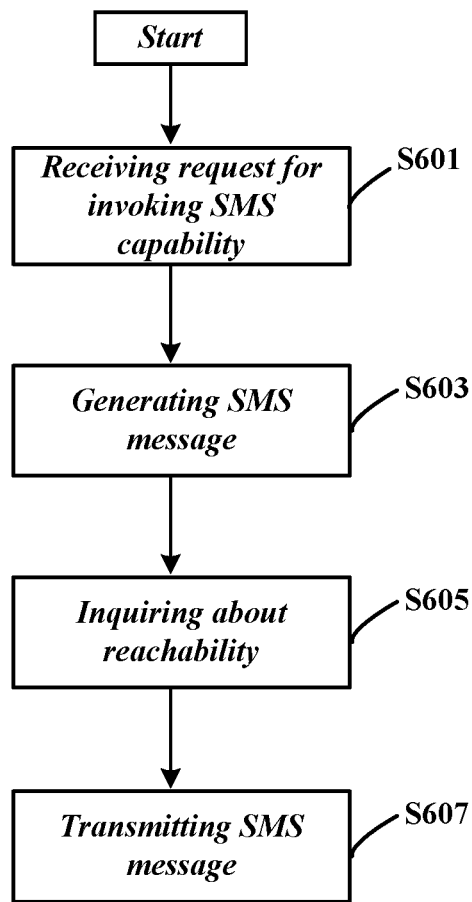 Start
Receiving request for
invoking SMS
capability
S601
Generating SMS
message
S603
Inquiring about
reachability
S605
Transmitting SMS
message
S607